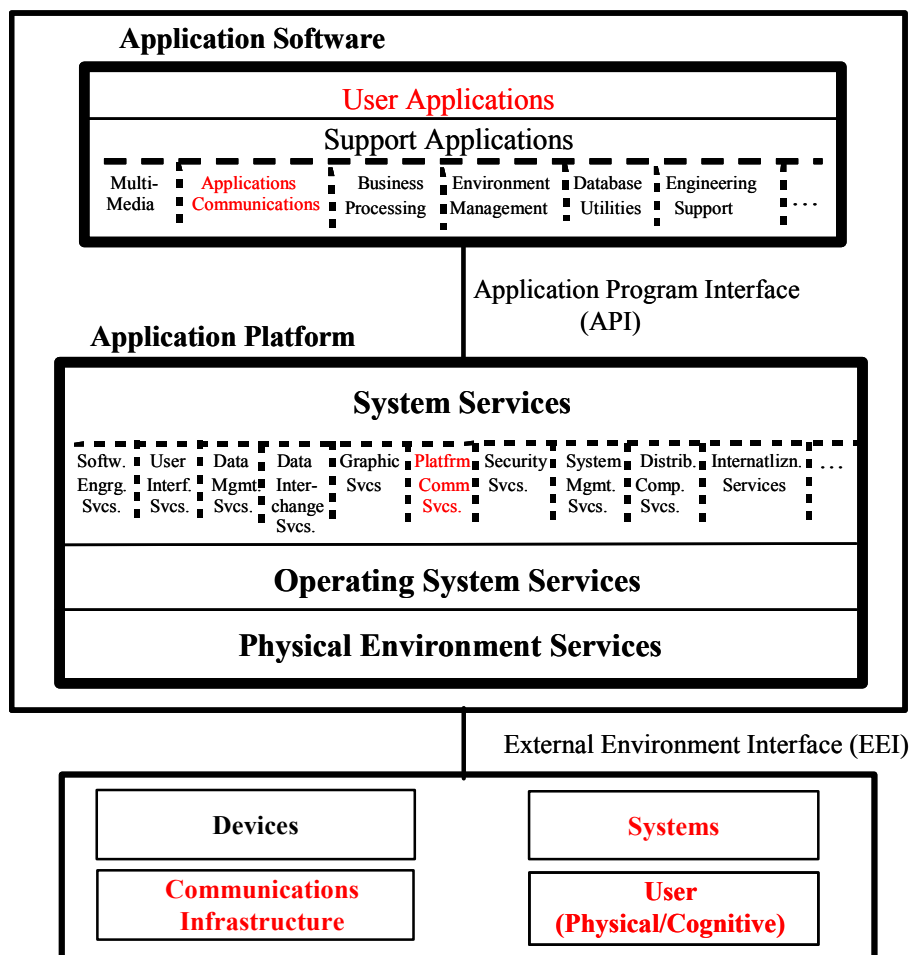 Application Software
User Applications
Support Applications
Multi-
Media
Applications
Communications
Business
Processing
Environment
Management
Database
Utilities
Engineering
Support
...
Application Program Interface
(API)
Application Platform
System Services
Softw.
Engrg.
Svcs.
User
Interf.
Svcs.
Data
Mgmt.
Svcs.
Data
Inter-
change
Svcs.
Graphic
Svcs
Platfrm
Comm
Svcs.
Security
Svcs.
System
Mgmt.
Svcs.
Distrib.
Comp.
Svcs.
Internatlizn.
Services
...
Operating System Services
Physical Environment Services
External Environment Interface (EEI)
Devices
Systems
Communications
Infrastructure
User
(Physical/Cognitive)